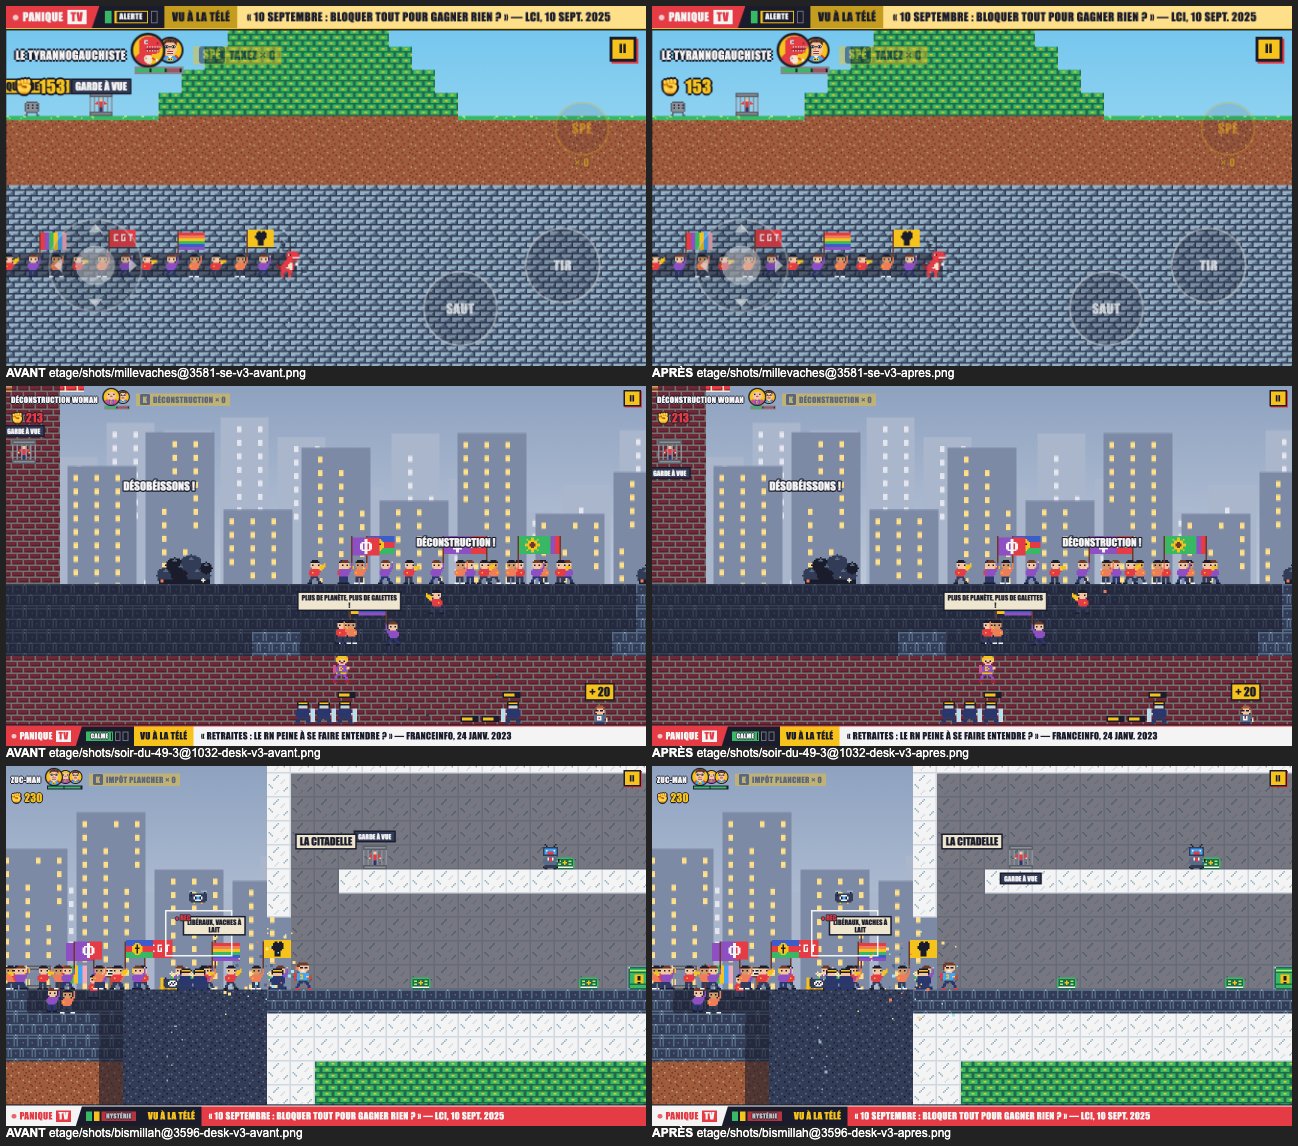 PANIQUE TV ALERTE VU À LA TÉLÉ « 10 SEPTEMBRE : BLOQUER TOUT POUR GAGNER RIEN ? » — LCI, 10 SEPT. 2025
LE TYRANNOGAUCHISTE SPÉ TAXEZ × 0
153 GARDE À VUE
SPÉ
× 0
CGT
TIR
SAUT
AVANT etage/shots/millevaches@3581-se-v3-avant.png
PANIQUE TV ALERTE VU À LA TÉLÉ « 10 SEPTEMBRE : BLOQUER TOUT POUR GAGNER RIEN ? » — LCI, 10 SEPT. 2025
LE TYRANNOGAUCHISTE SPÉ TAXEZ × 0
153
SPÉ
× 0
CGT
TIR
SAUT
APRÈS etage/shots/millevaches@3581-se-v3-apres.png
DÉCONSTRUCTION WOMAN K DÉCONSTRUCTION × 0
213
GARDE À VUE
DÉSOBÉISSONS !
DÉCONSTRUCTION !
PLUS DE PLANÈTE, PLUS DE GALETTES
!
+ 20
PANIQUE TV CALME VU À LA TÉLÉ « RETRAITES : LE RN PEINE À SE FAIRE ENTENDRE ? » — FRANCEINFO, 24 JANV. 2023
AVANT etage/shots/soir-du-49-3@1032-desk-v3-avant.png
DÉCONSTRUCTION WOMAN K DÉCONSTRUCTION × 0
213
GARDE À VUE
DÉSOBÉISSONS !
DÉCONSTRUCTION !
PLUS DE PLANÈTE, PLUS DE GALETTES
!
+ 20
PANIQUE TV CALME VU À LA TÉLÉ « RETRAITES : LE RN PEINE À SE FAIRE ENTENDRE ? » — FRANCEINFO, 24 JANV. 2023
APRÈS etage/shots/soir-du-49-3@1032-desk-v3-apres.png
ZUC-MAN K IMPÔT PLANCHER × 0
230
LA CITADELLE GARDE À VUE
LIBÉRAUX, VACHES À
LAIT
PANIQUE TV HYSTÉRIE VU À LA TÉLÉ « 10 SEPTEMBRE : BLOQUER TOUT POUR GAGNER RIEN ? » — LCI, 10 SEPT. 2025
AVANT etage/shots/bismillah@3596-desk-v3-avant.png
ZUC-MAN K IMPÔT PLANCHER × 0
230
LA CITADELLE
GARDE À VUE
LIBÉRAUX, VACHES À
LAIT
PANIQUE TV HYSTÉRIE VU À LA TÉLÉ « 10 SEPTEMBRE : BLOQUER TOUT POUR GAGNER RIEN ? » — LCI, 10 SEPT. 2025
APRÈS etage/shots/bismillah@3596-desk-v3-apres.png